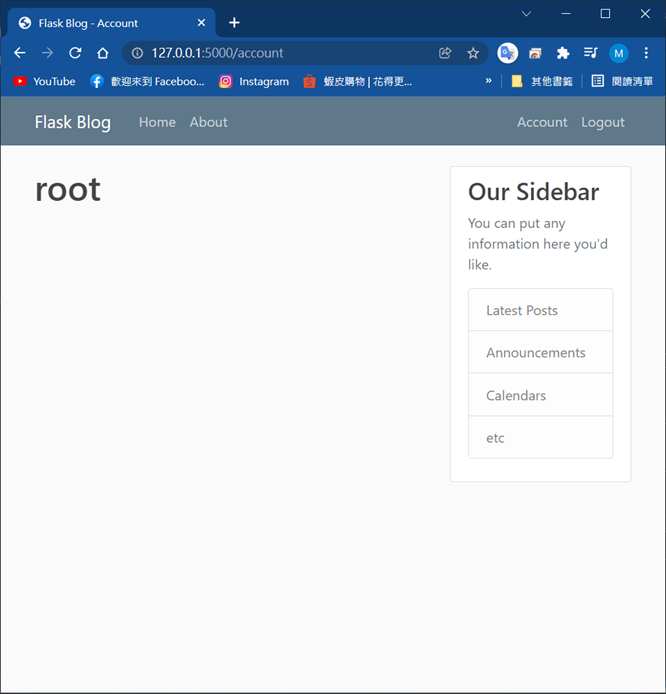 Flask Blog - Account
127.0.0.1:5000/account
M
YouTube 歡迎來到 Faceboo... Instagram 蝦皮購物 | 花得更... » 其他書籤 閱讀清單
Flask Blog Home About Account Logout
root
Our Sidebar
You can put any
information here you'd
like.
Latest Posts
Announcements
Calendars
etc